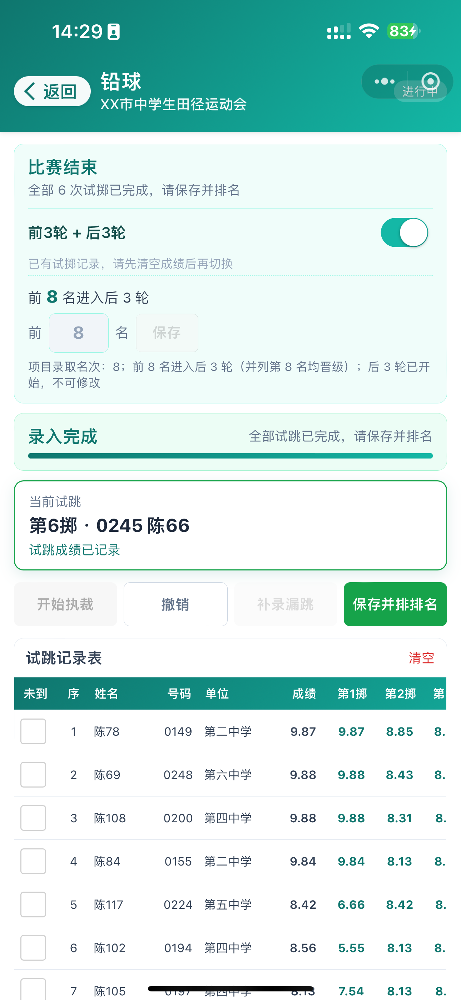 14:29
83
返回
铅球
XX市中学生田径运动会
进行中
比赛结束
全部 6 次试掷已完成，请保存并排名
前3轮 + 后3轮
已有试掷记录，请先清空成绩后再切换
前 8 名进入后 3 轮
前 8 名 保存
项目录取名次：8；前 8 名进入后 3 轮（并列第 8 名均晋级）；后 3 轮已开
始，不可修改
录入完成 全部试跳已完成，请保存并排名
当前试跳
第6掷 · 0245 陈66
试跳成绩已记录
开始执裁 撤销 补录漏跳 保存并排排名
试跳记录表 清空
未到 序 姓名 号码 单位 成绩 第1掷 第2掷 第
1 陈78 0149 第二中学 9.87 9.87 8.85 8.
2 陈69 0248 第六中学 9.88 9.88 8.43 8.
3 陈108 0200 第四中学 9.88 9.88 8.31 8.
4 陈84 0155 第二中学 9.84 9.84 8.13 8.
5 陈117 0224 第五中学 8.42 6.66 8.42 8.
6 陈102 0194 第四中学 8.56 5.55 8.13 8.
7 陈105 0197 第四中学 8.13 7.54 8.13 8.